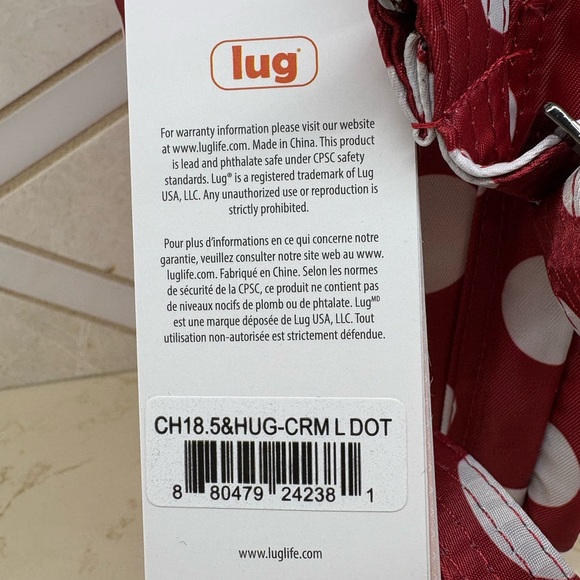 lug®
For warranty information please visit our website
at www.luglife.com. Made in China. This product
is lead and phthalate safe under CPSC safety
standards. Lug® is a registered trademark of Lug
USA, LLC. Any unauthorized use or reproduction is
strictly prohibited.
Pour plus d'informations en ce qui concerne notre
garantie, veuillez consulter notre site web au www.
luglife.com. Fabriqué en Chine. Selon les normes
de sécurité de la CPSC, ce produit ne contient pas
de niveaux nocifs de plomb ou de phtalate. Lugᴹᴰ
est une marque déposée de Lug USA, LLC. Tout
utilisation non-autorisée est strictement défendue.
CH18.5&HUG-CRM L DOT
8 80479 24238 1
www.luglife.com